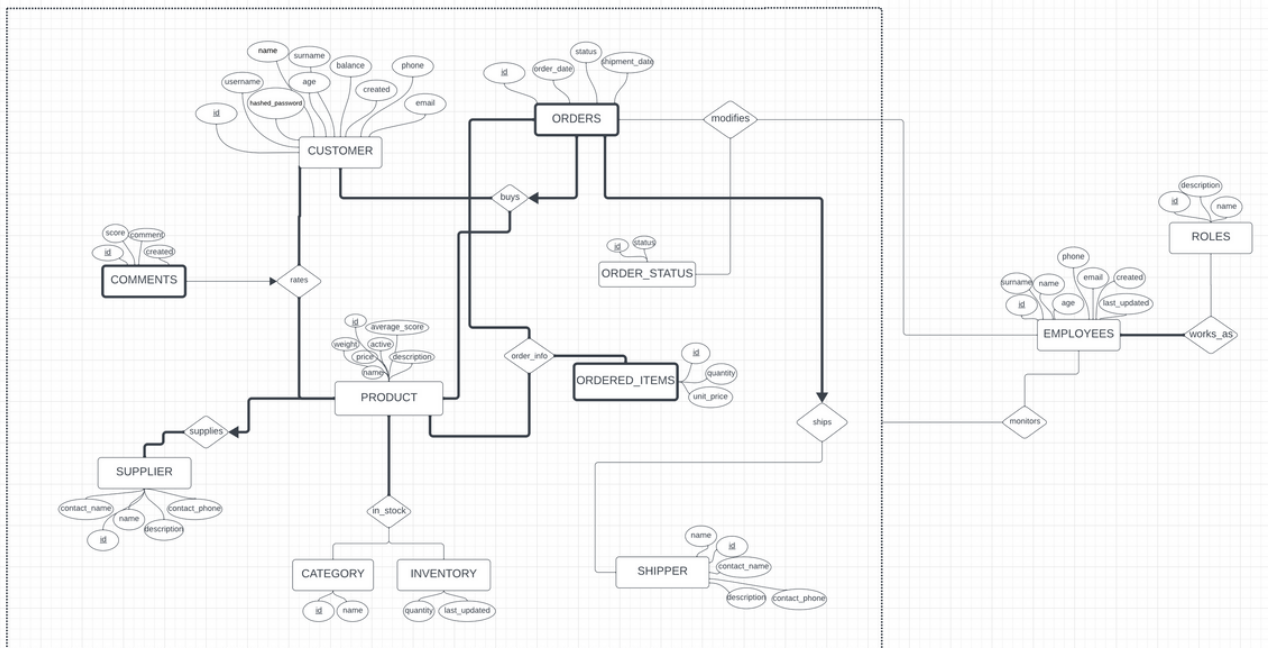 name
surname
balance
phone
username
age
created
hashed_password
email
id
CUSTOMER
status
id
order_date
shipment_date
ORDERS
modifies
buys
score
comment
id
created
COMMENTS
rates
id
status
ORDER_STATUS
description
id
name
ROLES
phone
surname
name
email
created
id
age
last_updated
EMPLOYEES
works_as
id
average_score
weight
active
price
description
name
PRODUCT
order_info
id
ORDERED_ITEMS
quantity
unit_price
ships
monitors
supplies
SUPPLIER
contact_name
name
contact_phone
id
description
in_stock
CATEGORY
id
name
INVENTORY
quantity
last_updated
SHIPPER
name
id
contact_name
description
contact_phone